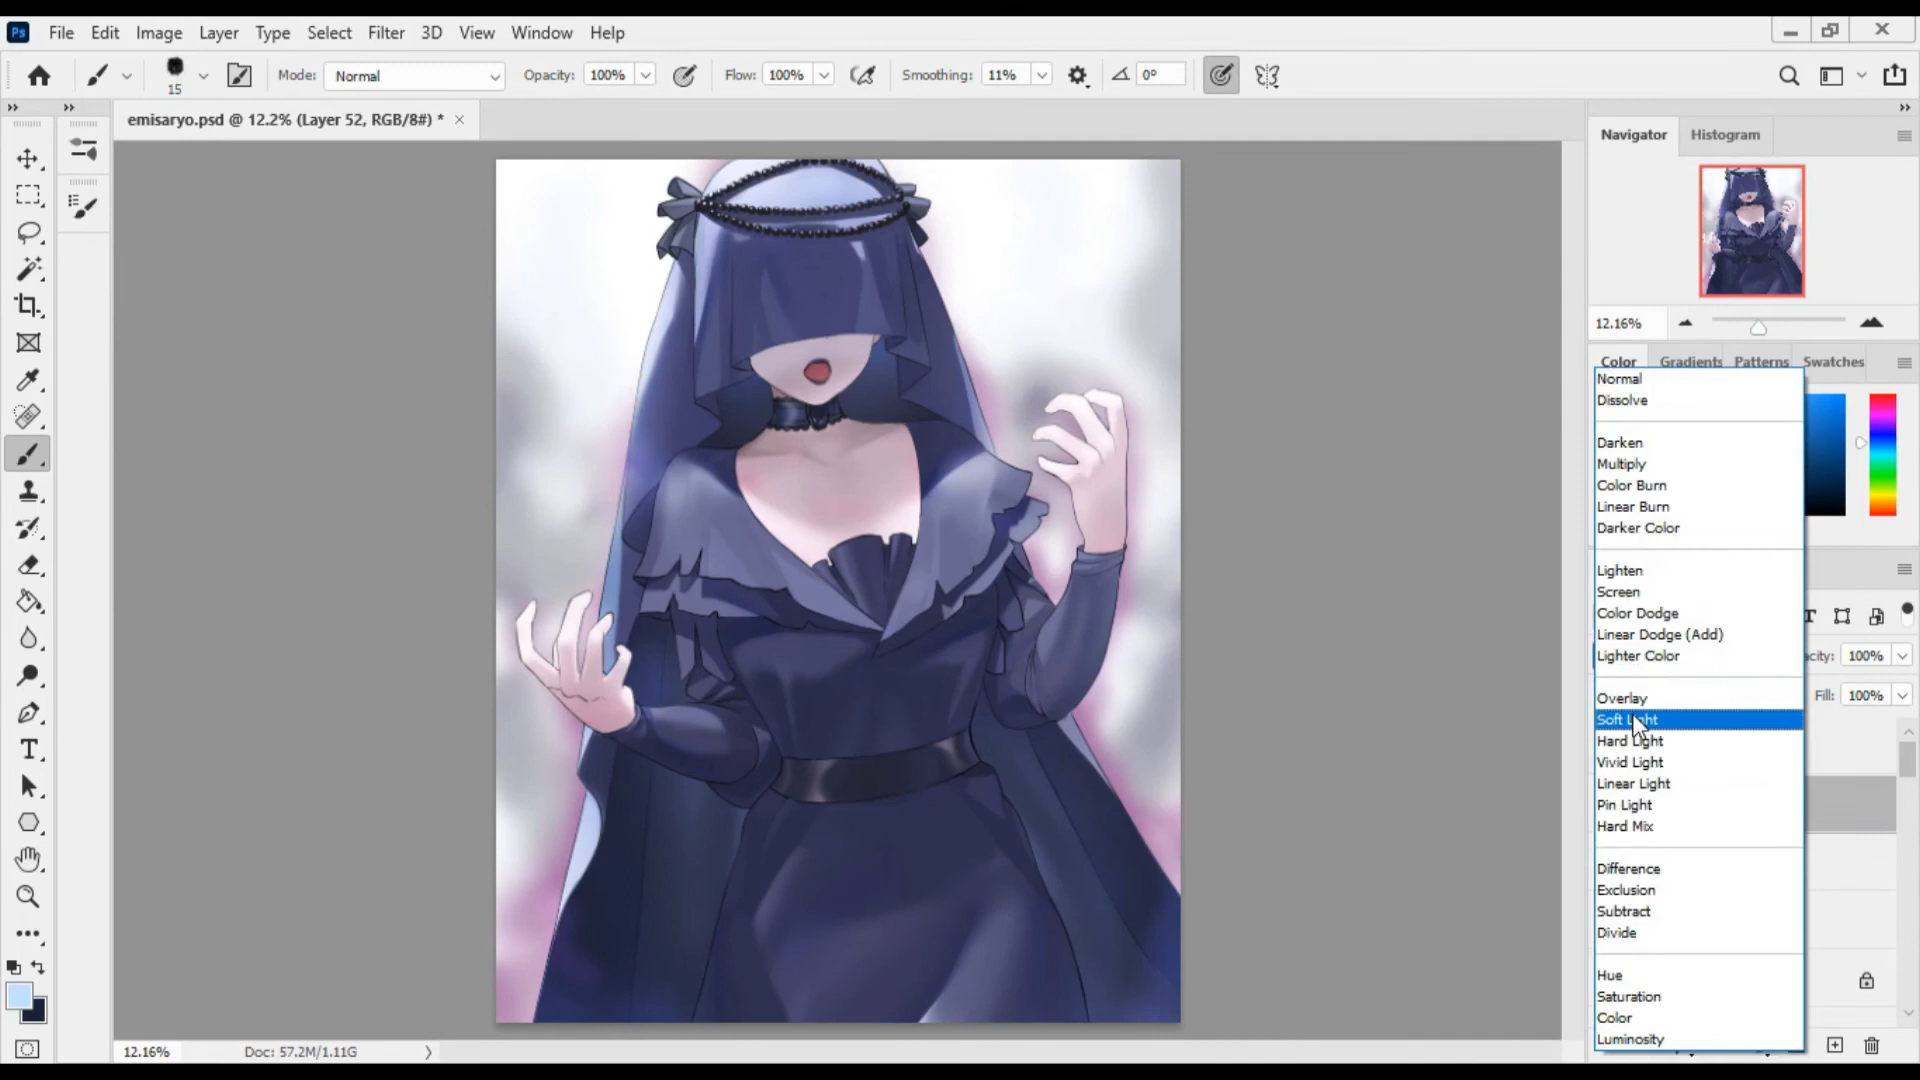 Ps File Edit Image Layer Type Select Filter 3D View Window Help
15 Mode: Normal Opacity: 100% Flow: 100% Smoothing: 11% 0°
emisaryo.psd @ 12.2% (Layer 52, RGB/8#) *
Navigator Histogram
12.16%
Color Gradients Patterns Swatches
Normal
Dissolve
Darken
Multiply
Color Burn
Linear Burn
Darker Color
Lighten
Screen
Color Dodge
Linear Dodge (Add)
Lighter Color
acity: 100%
Overlay
Fill: 100%
Soft Light
Hard Light
Vivid Light
Linear Light
Pin Light
Hard Mix
Difference
Exclusion
Subtract
Divide
Hue
Saturation
Color
Luminosity
12.16% Doc: 57.2M/1.11G